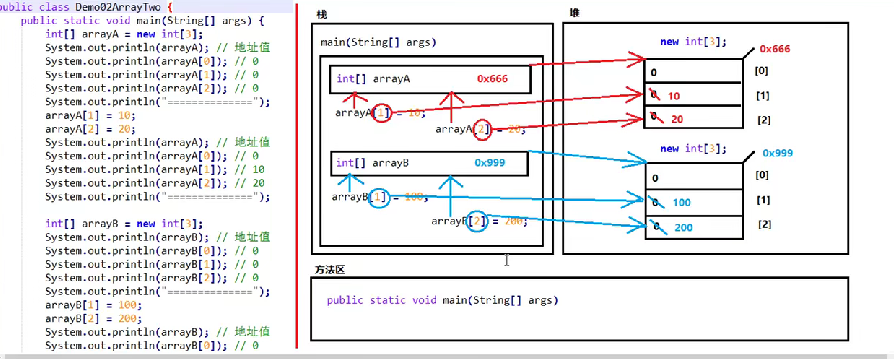 public class Demo02ArrayTwo {
public static void main(String[] args) {
int[] arrayA = new int[3];
System.out.println(arrayA); // 地址值
System.out.println(arrayA[0]); // 0
System.out.println(arrayA[1]); // 0
System.out.println(arrayA[2]); // 0
System.out.println("==============");
arrayA[1] = 10;
arrayA[2] = 20;
System.out.println(arrayA); // 地址值
System.out.println(arrayA[0]); // 0
System.out.println(arrayA[1]); // 10
System.out.println(arrayA[2]); // 20
System.out.println("==============");
int[] arrayB = new int[3];
System.out.println(arrayB); // 地址值
System.out.println(arrayB[0]); // 0
System.out.println(arrayB[1]); // 0
System.out.println(arrayB[2]); // 0
System.out.println("==============");
arrayB[1] = 100;
arrayB[2] = 200;
System.out.println(arrayB); // 地址值
System.out.println(arrayB[0]); // 0
栈
main(String[] args)
int[] arrayA 0x666
arrayA[1] = 10;
arrayA[2] = 20;
int[] arrayB 0x999
arrayB[1] = 100;
arrayB[2] = 200;
堆
new int[3];
0x666
0 [0]
0 10 [1]
0 20 [2]
new int[3];
0x999
0 [0]
0 100 [1]
0 200 [2]
方法区
public static void main(String[] args)